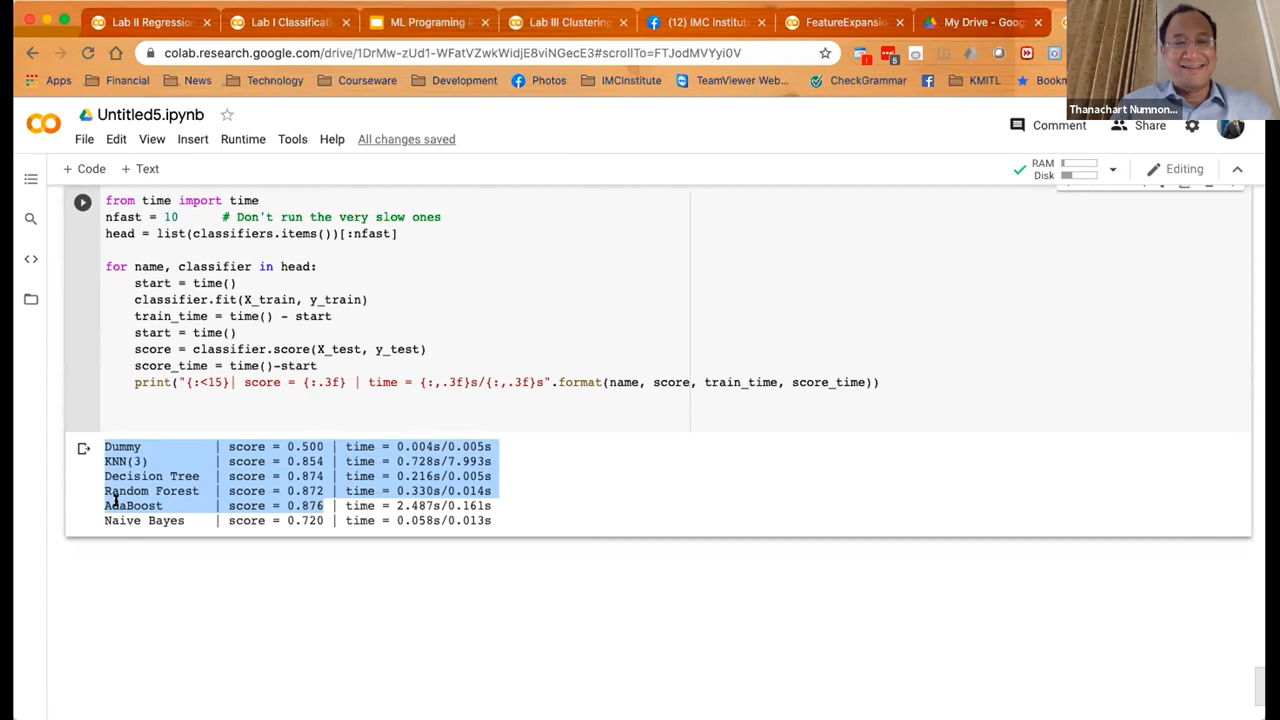 Lab II Regression
Lab I Classificati
ML Programing i
Lab III Clustering
(12) IMC Institut
FeatureExpansio
My Drive - Goog
colab.research.google.com/drive/1DrMw-zUd1-WFatVZwkWidjE8viNGecE3#scrollTo=FTJodMVYyi0V
5
Apps
Financial
News
Technology
Courseware
Development
Photos
IMCInstitute
TeamViewer Web...
CheckGrammar
KMITL
Bookm
Thanachart Numnon...
Untitled5.ipynb
File Edit View Insert Runtime Tools Help All changes saved
Comment
Share
+ Code + Text
RAM
Disk
Editing
from time import time
nfast = 10 # Don't run the very slow ones
head = list(classifiers.items())[:nfast]
for name, classifier in head:
start = time()
classifier.fit(X_train, y_train)
train_time = time() - start
start = time()
score = classifier.score(X_test, y_test)
score_time = time()-start
print("{:<15}| score = {:.3f} | time = {:,.3f}s/{:,.3f}s".format(name, score, train_time, score_time))
Dummy | score = 0.500 | time = 0.004s/0.005s
KNN(3) | score = 0.854 | time = 0.728s/7.993s
Decision Tree | score = 0.874 | time = 0.216s/0.005s
Random Forest | score = 0.872 | time = 0.330s/0.014s
AdaBoost | score = 0.876 | time = 2.487s/0.161s
Naive Bayes | score = 0.720 | time = 0.058s/0.013s